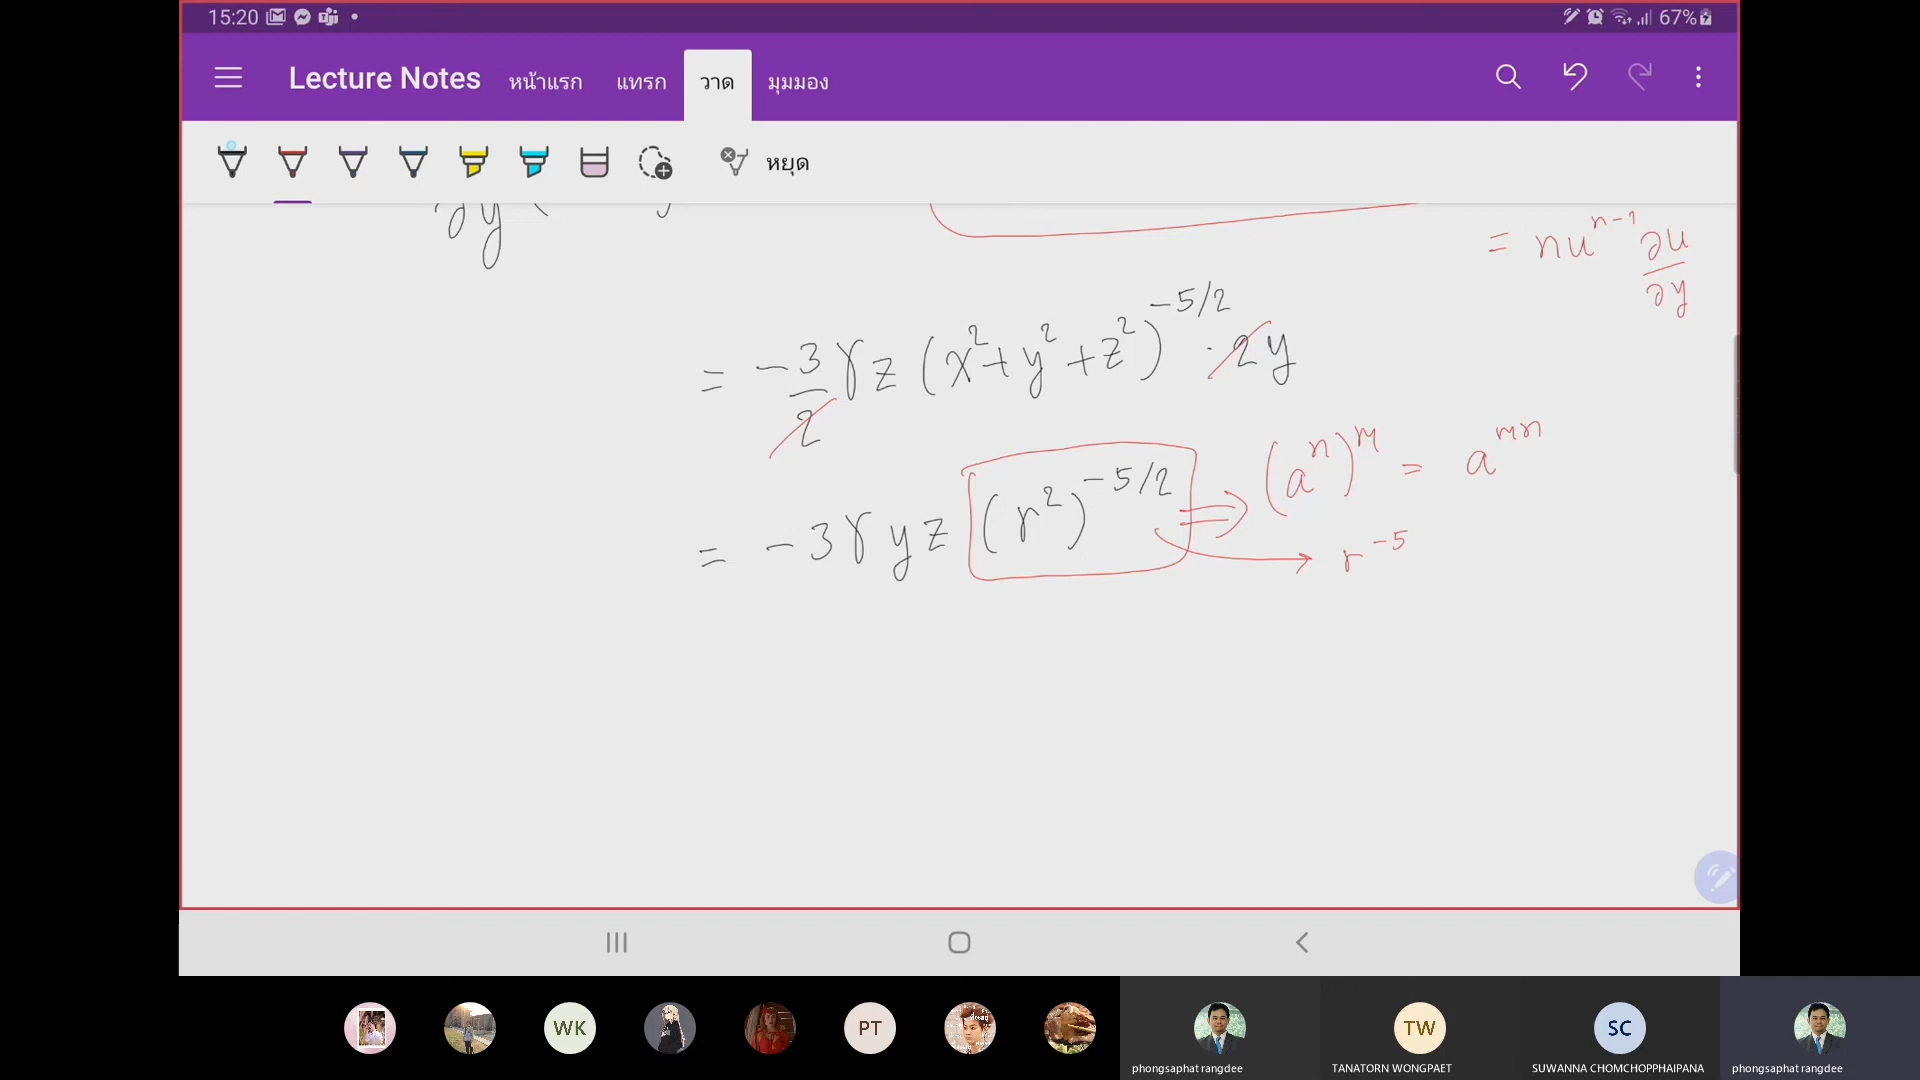 15:20
67%
Lecture Notes หน้าแรก แทรก วาด มุมมอง
หยุด
∂y (
= nu^(n-1) ∂u/∂y
= -3/2 γ z (x² + y² + z²)^(-5/2) · 2y
= -3 γ y z (r²)^(-5/2) ⇒ (a^n)^m = a^(mn)
→ r^(-5)
WK
PT
TW
SC
phongsaphat rangdee
TANATORN WONGPAET
SUWANNA CHOMCHOPPHAIPANA
phongsaphat rangdee